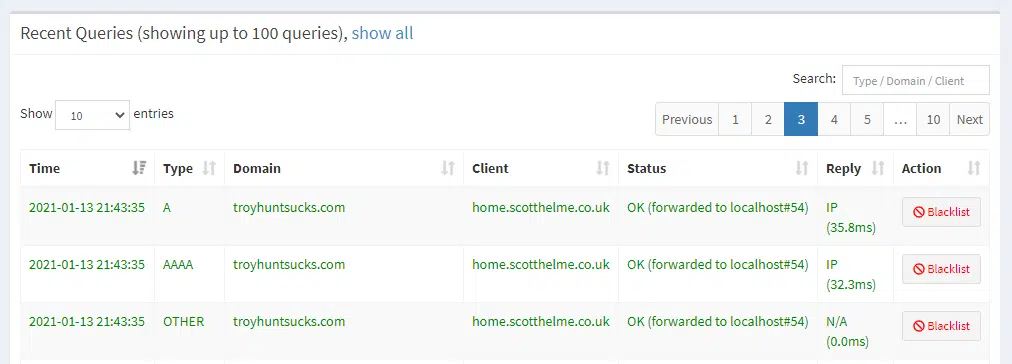 Recent Queries (showing up to 100 queries), show all
Search: Type / Domain / Client
Show 10 entries
Previous 1 2 3 4 5 ... 10 Next
Time Type Domain Client Status Reply Action
2021-01-13 21:43:35 A troyhuntsucks.com home.scotthelme.co.uk OK (forwarded to localhost#54) IP Blacklist
(35.8ms)
2021-01-13 21:43:35 AAAA troyhuntsucks.com home.scotthelme.co.uk OK (forwarded to localhost#54) IP Blacklist
(32.3ms)
2021-01-13 21:43:35 OTHER troyhuntsucks.com home.scotthelme.co.uk OK (forwarded to localhost#54) N/A Blacklist
(0.0ms)